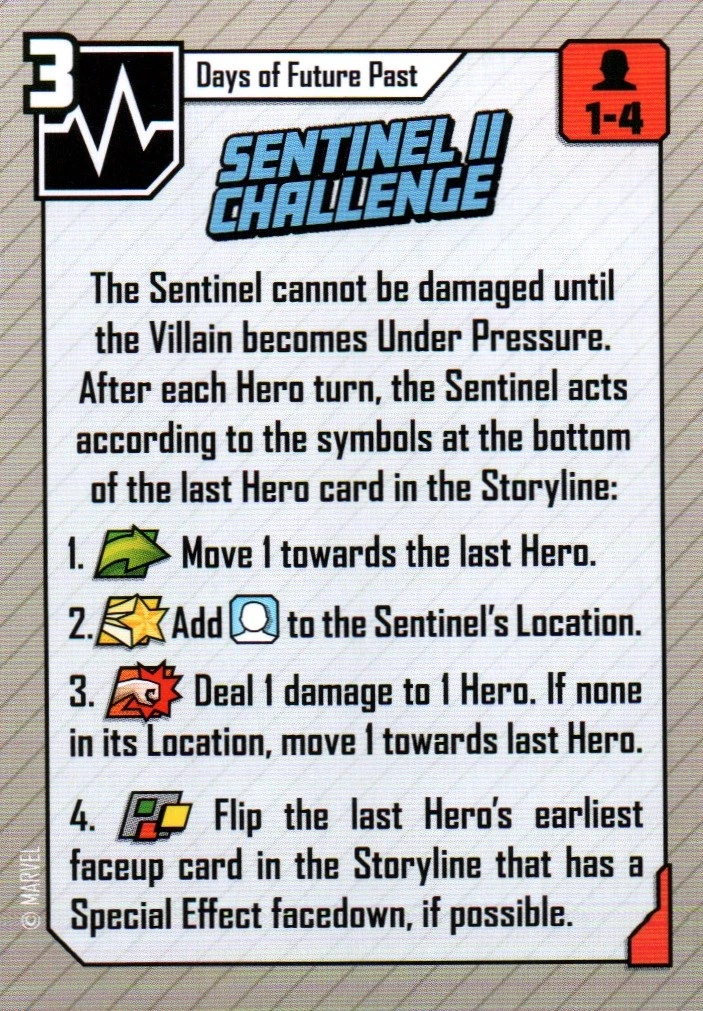 3
Days of Future Past
1-4
SENTINEL II
CHALLENGE
The Sentinel cannot be damaged until
the Villain becomes Under Pressure.
After each Hero turn, the Sentinel acts
according to the symbols at the bottom
of the last Hero card in the Storyline:
1. Move 1 towards the last Hero.
2. Add to the Sentinel's Location.
3. Deal 1 damage to 1 Hero. If none
in its Location, move 1 towards last Hero.
4. Flip the last Hero's earliest
faceup card in the Storyline that has a
Special Effect facedown, if possible.
© MARVEL